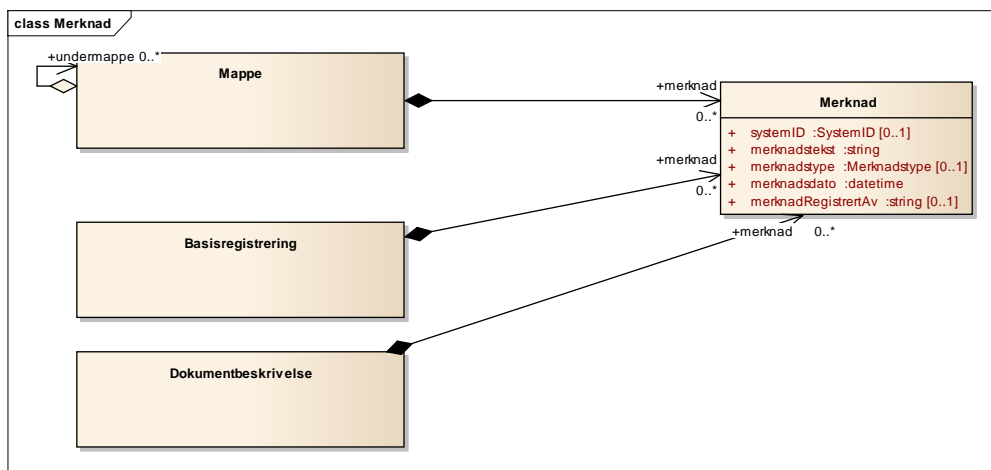 class Merknad
+undermappe 0..*
Mappe
+merknad
0..*
Merknad
+ systemID :SystemID [0..1]
+ merknadstekst :string
+ merknadstype :Merknadstype [0..1]
+ merknadsdato :datetime
+ merknadRegistrertAv :string [0..1]
+merknad
0..*
Basisregistrering
+merknad 0..*
Dokumentbeskrivelse